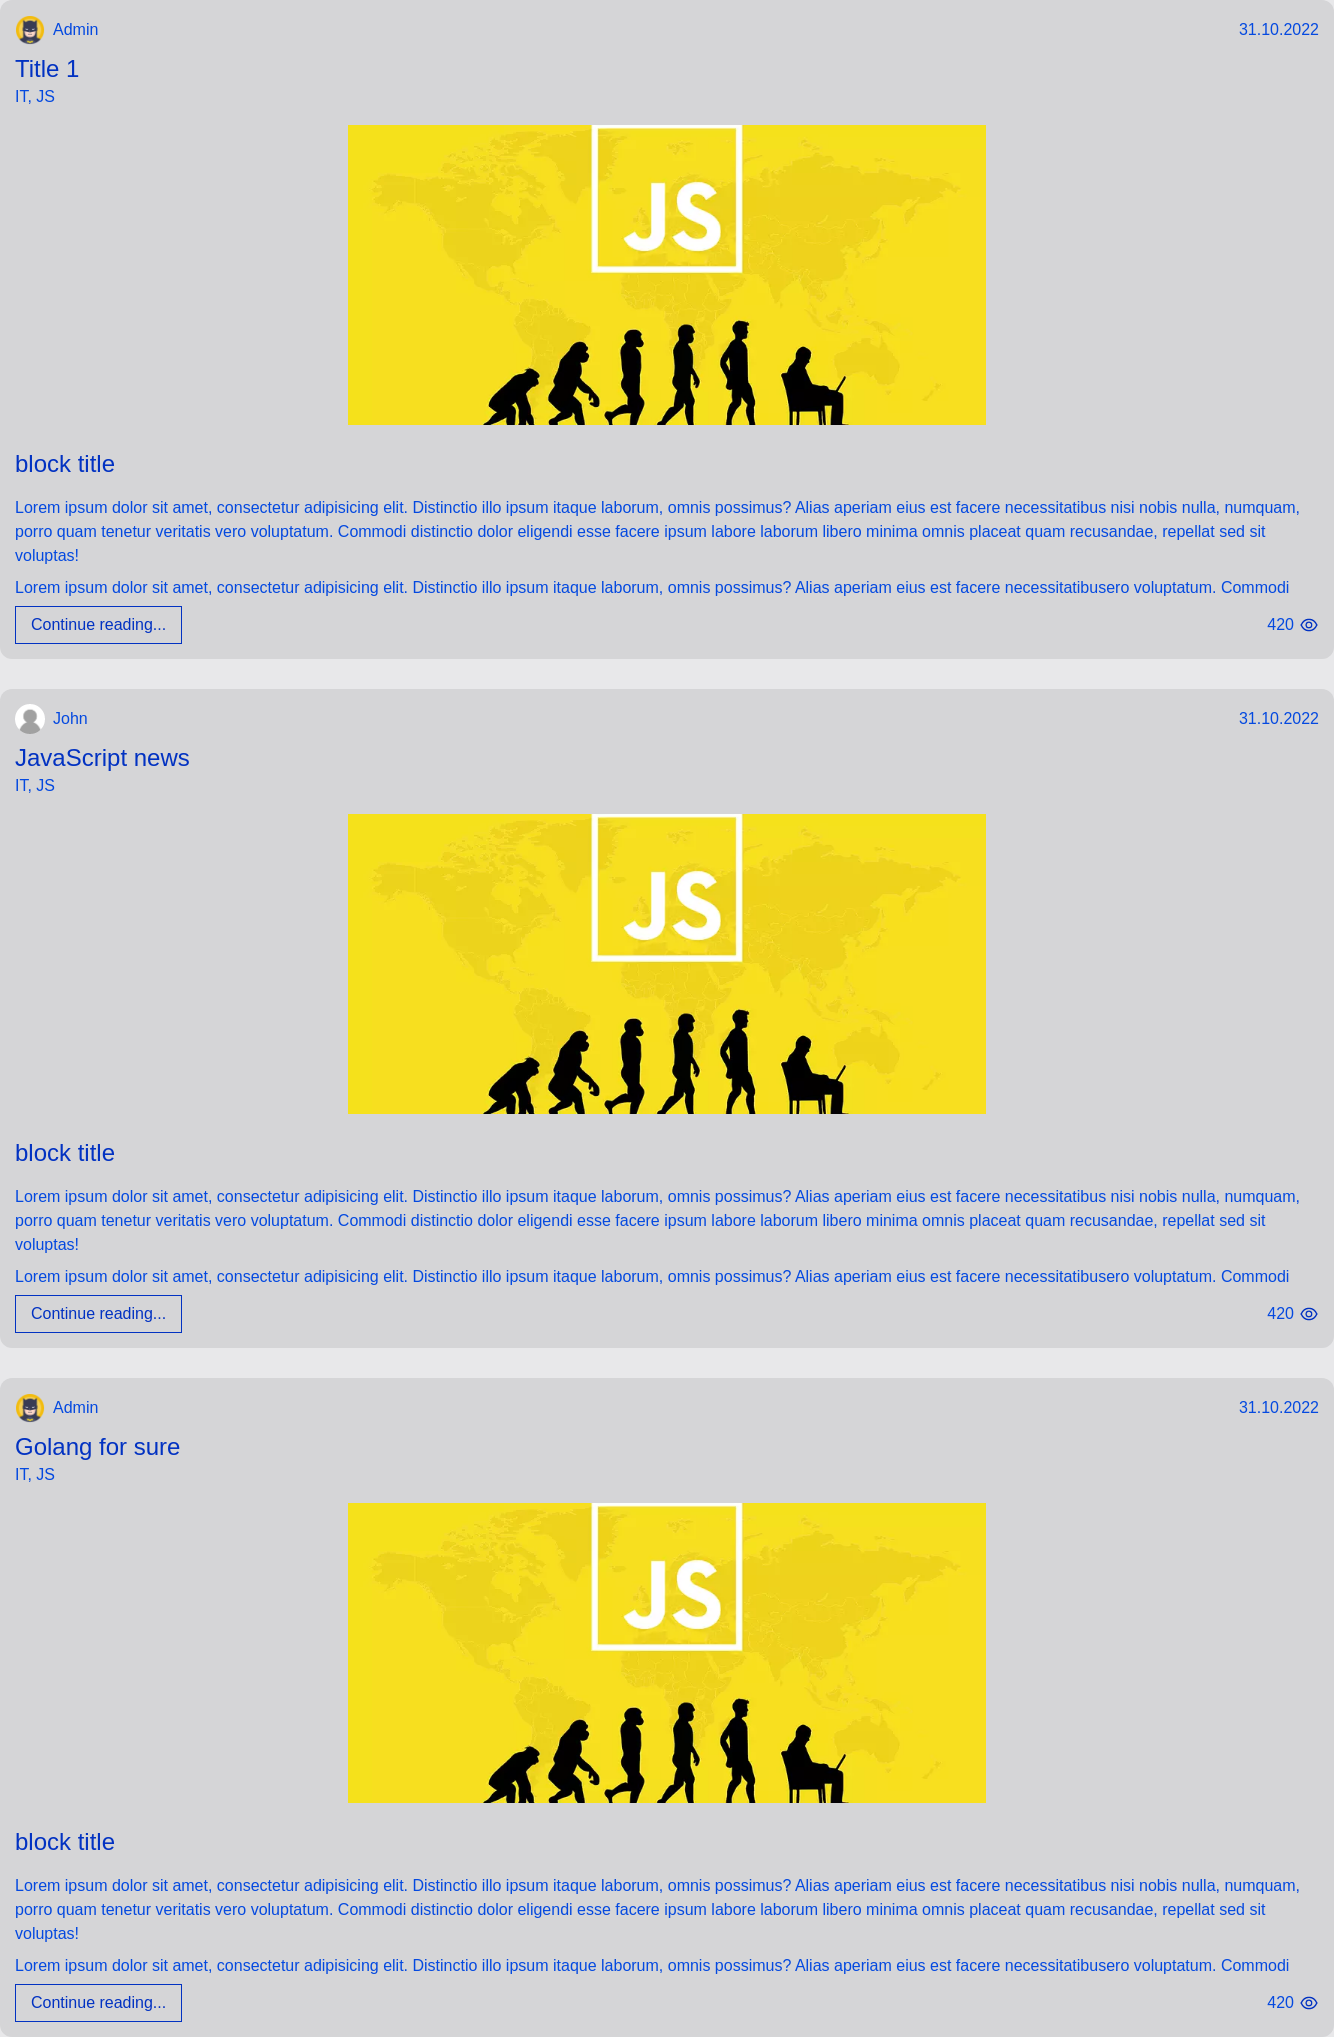 Admin
31.10.2022
Title 1
IT, JS
JS
block title
Lorem ipsum dolor sit amet, consectetur adipisicing elit. Distinctio illo ipsum itaque laborum, omnis possimus? Alias aperiam eius est facere necessitatibus nisi nobis nulla, numquam,
porro quam tenetur veritatis vero voluptatum. Commodi distinctio dolor eligendi esse facere ipsum labore laborum libero minima omnis placeat quam recusandae, repellat sed sit
voluptas!
Lorem ipsum dolor sit amet, consectetur adipisicing elit. Distinctio illo ipsum itaque laborum, omnis possimus? Alias aperiam eius est facere necessitatibusero voluptatum. Commodi
Continue reading...
420
John
31.10.2022
JavaScript news
IT, JS
JS
block title
Lorem ipsum dolor sit amet, consectetur adipisicing elit. Distinctio illo ipsum itaque laborum, omnis possimus? Alias aperiam eius est facere necessitatibus nisi nobis nulla, numquam,
porro quam tenetur veritatis vero voluptatum. Commodi distinctio dolor eligendi esse facere ipsum labore laborum libero minima omnis placeat quam recusandae, repellat sed sit
voluptas!
Lorem ipsum dolor sit amet, consectetur adipisicing elit. Distinctio illo ipsum itaque laborum, omnis possimus? Alias aperiam eius est facere necessitatibusero voluptatum. Commodi
Continue reading...
420
Admin
31.10.2022
Golang for sure
IT, JS
JS
block title
Lorem ipsum dolor sit amet, consectetur adipisicing elit. Distinctio illo ipsum itaque laborum, omnis possimus? Alias aperiam eius est facere necessitatibus nisi nobis nulla, numquam,
porro quam tenetur veritatis vero voluptatum. Commodi distinctio dolor eligendi esse facere ipsum labore laborum libero minima omnis placeat quam recusandae, repellat sed sit
voluptas!
Lorem ipsum dolor sit amet, consectetur adipisicing elit. Distinctio illo ipsum itaque laborum, omnis possimus? Alias aperiam eius est facere necessitatibusero voluptatum. Commodi
Continue reading...
420